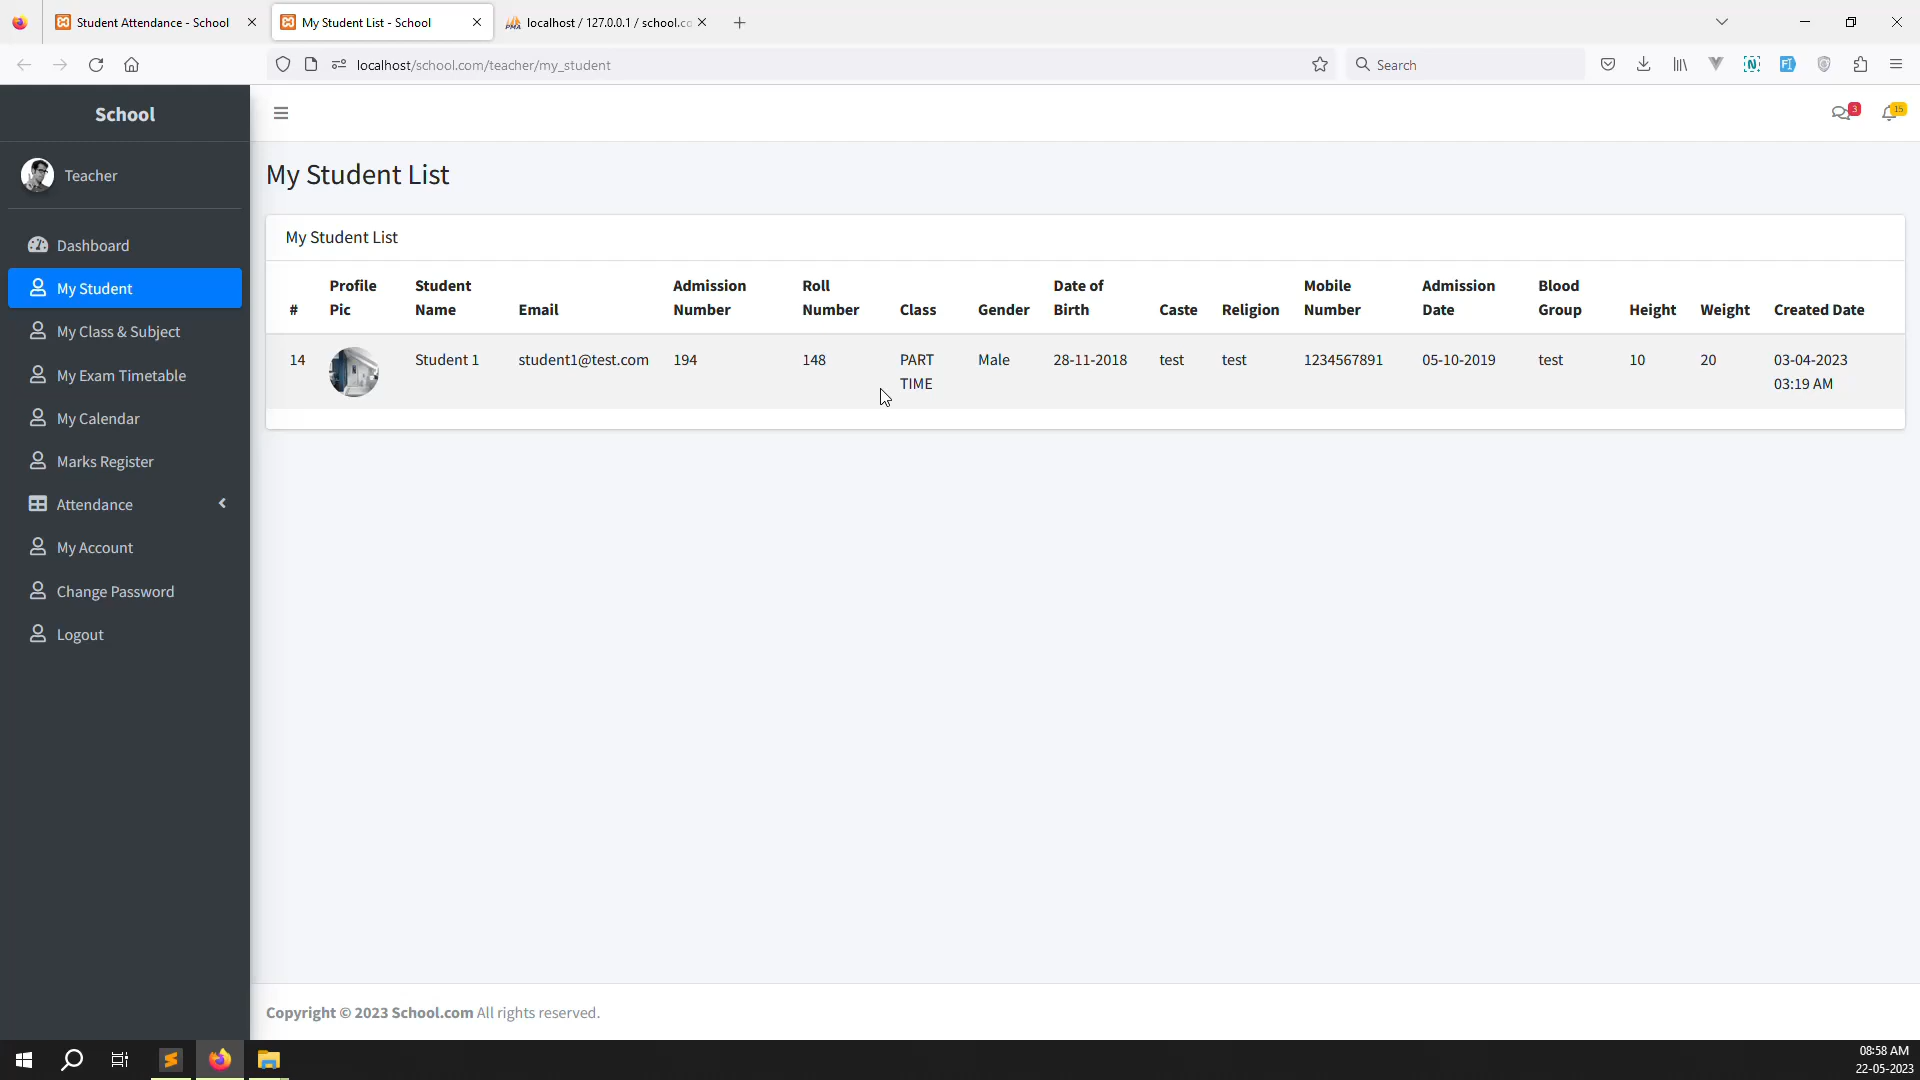 Student Attendance - School
My Student List - School
localhost / 127.0.0.1 / school.co
localhost/school.com/teacher/my_student
Search
School
3
15
Teacher
Dashboard
My Student
My Class & Subject
My Exam Timetable
My Calendar
Marks Register
Attendance
My Account
Change Password
Logout
My Student List
My Student List
# Profile Pic Student Name Email Admission Number Roll Number Class Gender Date of Birth Caste Religion Mobile Number Admission Date Blood Group Height Weight Created Date
14 Student 1 student1@test.com 194 148 PART TIME Male 28-11-2018 test test 1234567891 05-10-2019 test 10 20 03-04-2023 03:19 AM
Copyright © 2023 School.com All rights reserved.
08:58 AM
22-05-2023